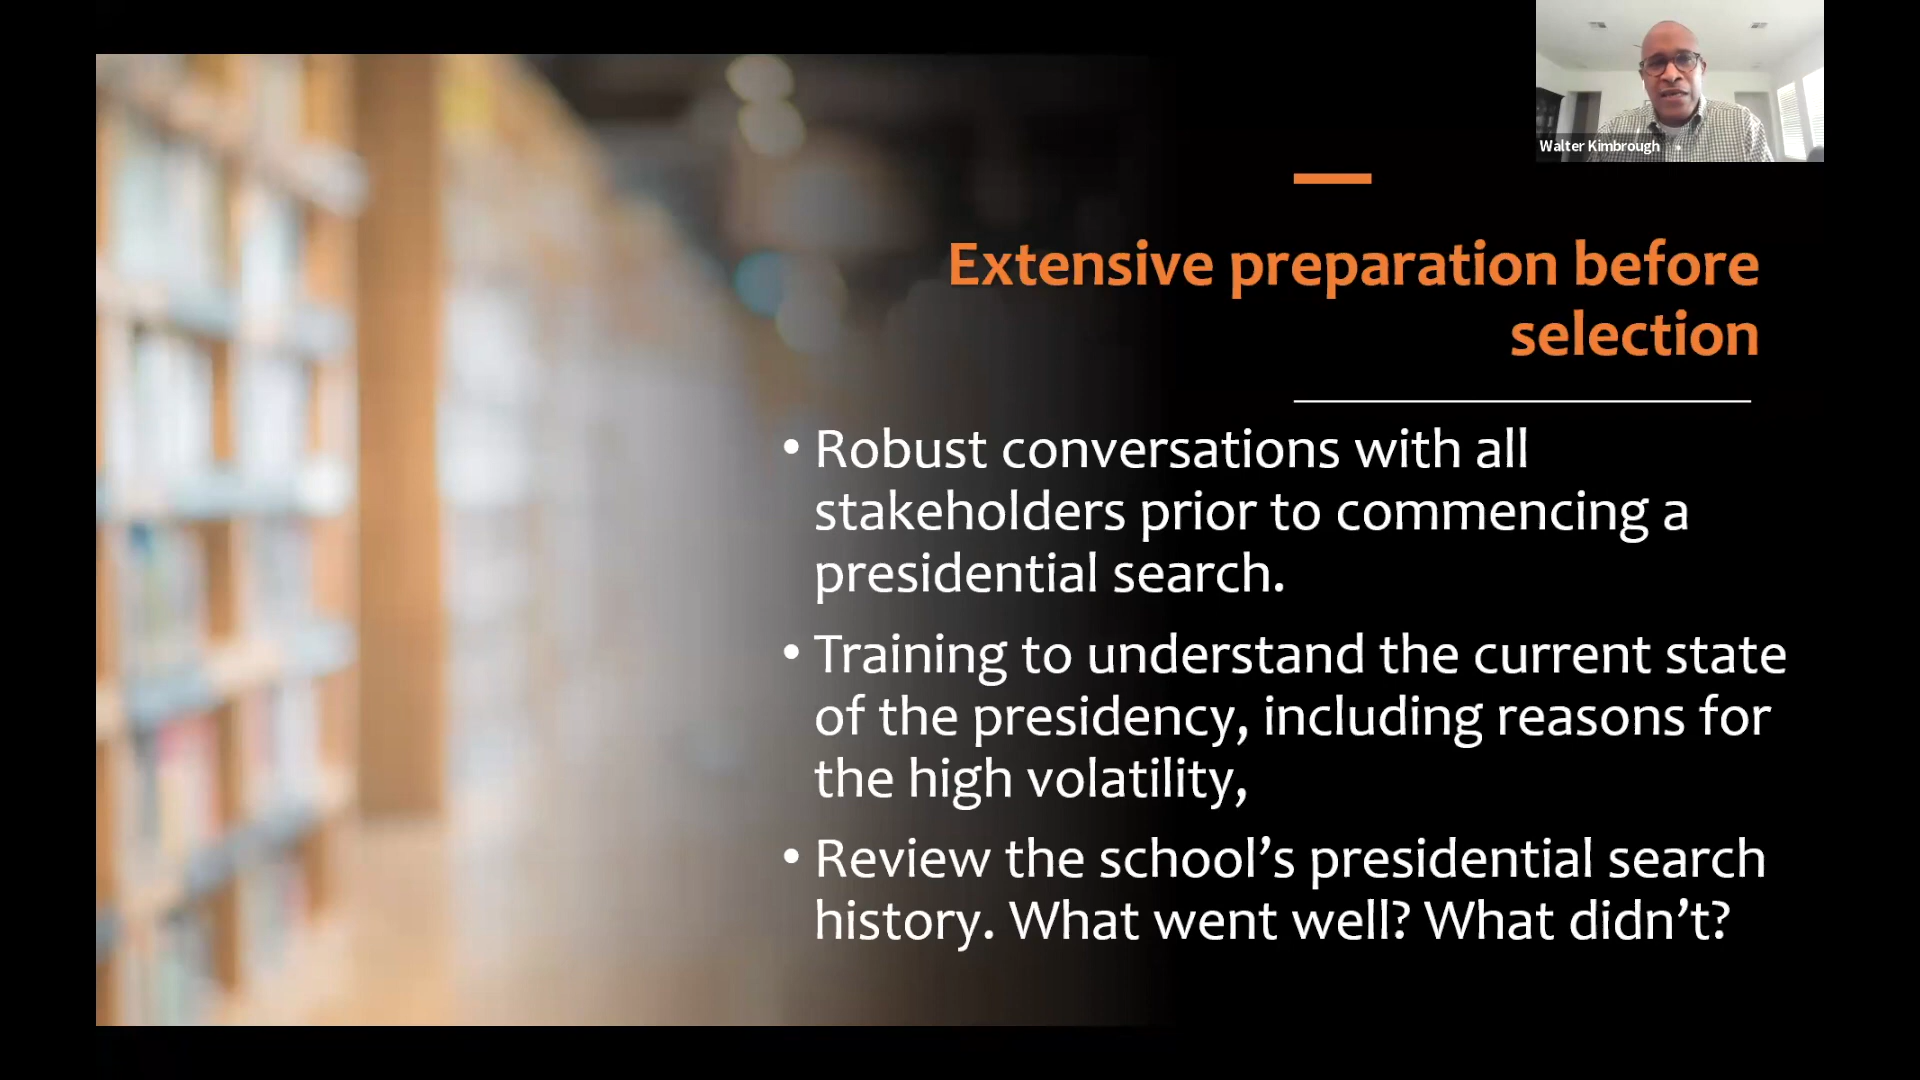 Walter Kimbrough
Extensive preparation before
selection
• Robust conversations with all
stakeholders prior to commencing a
presidential search.
• Training to understand the current state
of the presidency, including reasons for
the high volatility,
• Review the school’s presidential search
history. What went well? What didn’t?